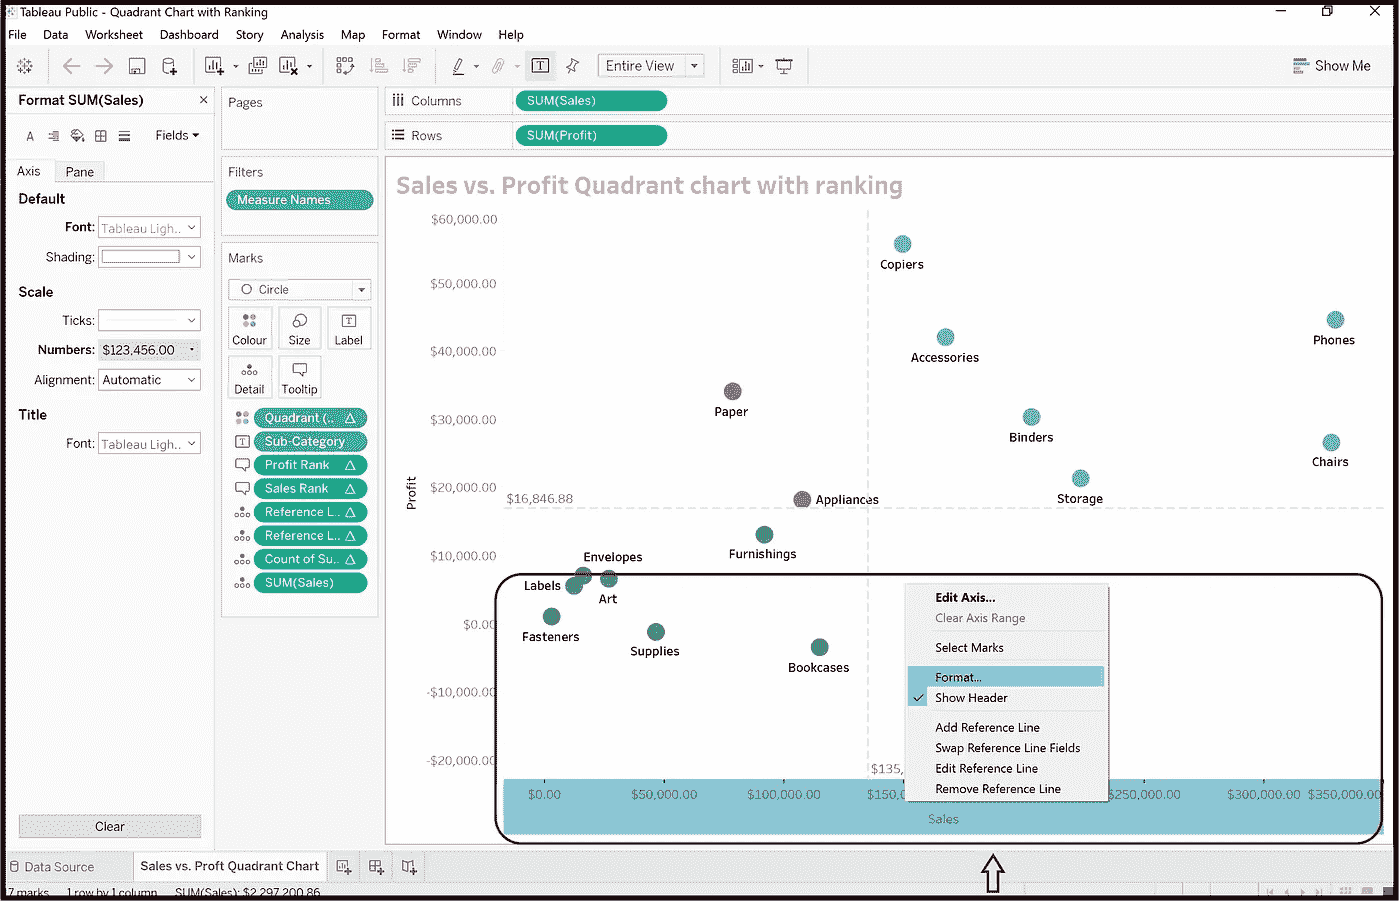 Tableau Public - Quadrant Chart with Ranking
File Data Worksheet Dashboard Story Analysis Map Format Window Help
Entire View
Show Me
Format SUM(Sales)
Fields
Axis Pane
Default
Font: Tableau Ligh..
Shading:
Scale
Ticks:
Numbers: $123,456.00
Alignment: Automatic
Title
Font: Tableau Ligh..
Clear
Pages
Filters
Measure Names
Marks
Circle
Colour Size Label
Detail Tooltip
Quadrant (..
Sub-Category
Profit Rank
Sales Rank
Reference L..
Reference L..
Count of Su..
SUM(Sales)
Columns SUM(Sales)
Rows SUM(Profit)
Sales vs. Profit Quadrant chart with ranking
$60,000.00
$50,000.00
$40,000.00
$30,000.00
$20,000.00
$10,000.00
$0.00
-$10,000.00
-$20,000.00
Profit
Copiers
Phones
Accessories
Paper
Binders
Chairs
Storage
$16,846.88
Appliances
Furnishings
Envelopes
Labels
Art
Fasteners
Supplies
Bookcases
Edit Axis...
Clear Axis Range
Select Marks
Format...
Show Header
Add Reference Line
Swap Reference Line Fields
Edit Reference Line
Remove Reference Line
$135,
$0.00 $50,000.00 $100,000.00 $150, $250,000.00 $300,000.00 $350,000.00
Sales
Data Source Sales vs. Proft Quadrant Chart
7 marks 1 row by 1 column SUM(Sales): $2,297,200.86